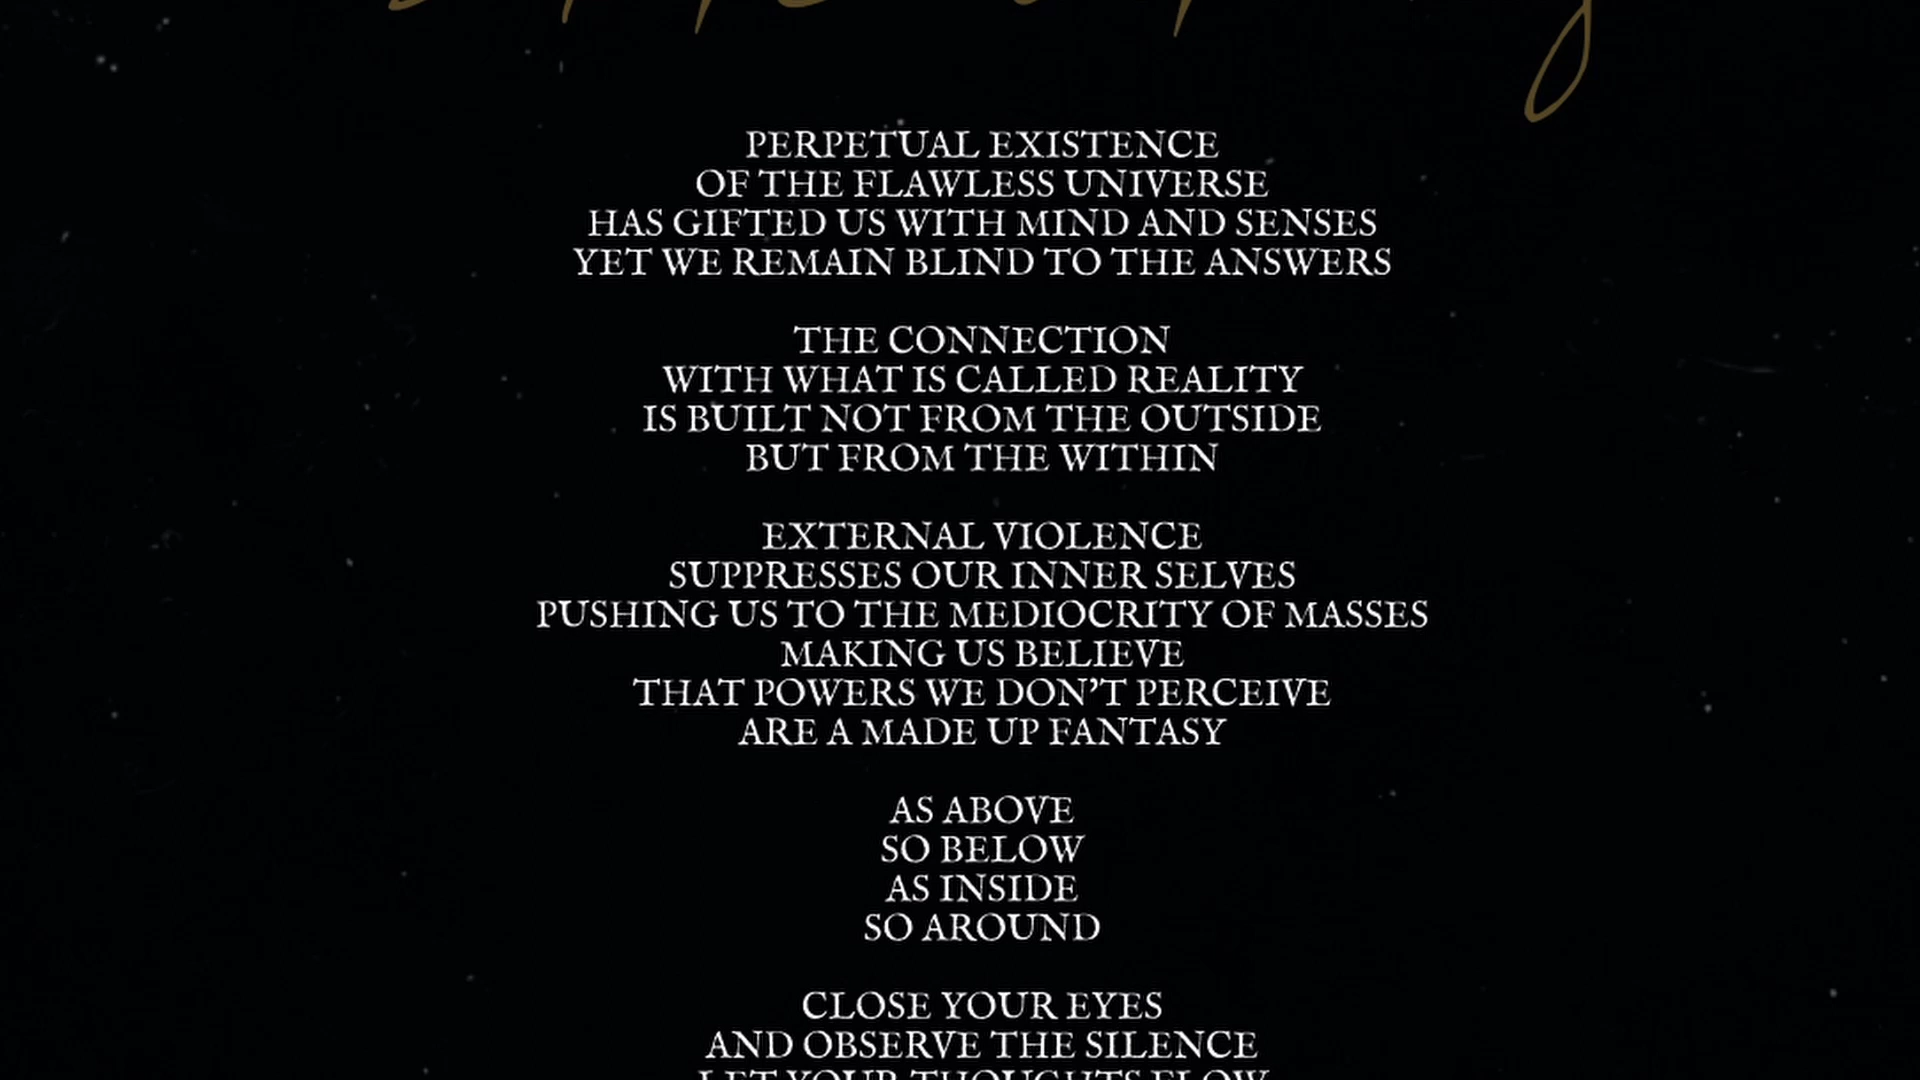 PERPETUAL EXISTENCE
OF THE FLAWLESS UNIVERSE
HAS GIFTED US WITH MIND AND SENSES
YET WE REMAIN BLIND TO THE ANSWERS
THE CONNECTION
WITH WHAT IS CALLED REALITY
IS BUILT NOT FROM THE OUTSIDE
BUT FROM THE WITHIN
EXTERNAL VIOLENCE
SUPPRESSES OUR INNER SELVES
PUSHING US TO THE MEDIOCRITY OF MASSES
MAKING US BELIEVE
THAT POWERS WE DON’T PERCEIVE
ARE A MADE UP FANTASY
AS ABOVE
SO BELOW
AS INSIDE
SO AROUND
CLOSE YOUR EYES
AND OBSERVE THE SILENCE
LET YOUR THOUGHTS FLOW